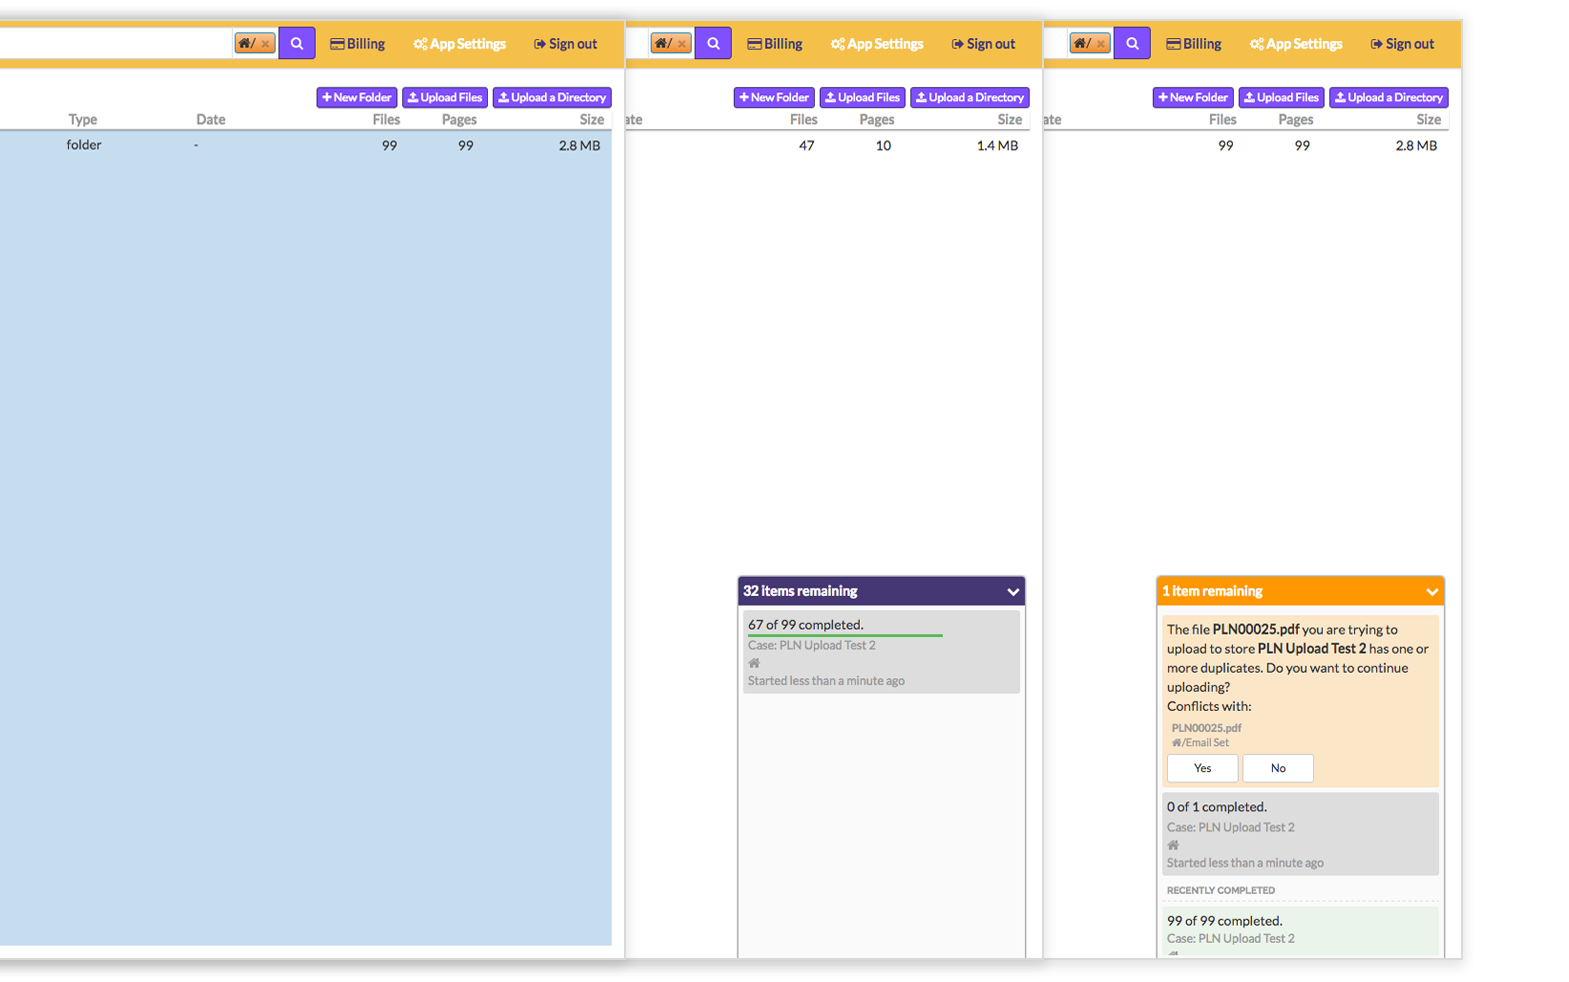 / × Billing App Settings Sign out
+ New Folder Upload Files Upload a Directory
Type Date Files Pages Size
folder - 99 99 2.8 MB
/ × Billing App Settings Sign out
+ New Folder Upload Files Upload a Directory
ate Files Pages Size
47 10 1.4 MB
32 items remaining
67 of 99 completed.
Case: PLN Upload Test 2
Started less than a minute ago
/ × Billing App Settings Sign out
+ New Folder Upload Files Upload a Directory
ate Files Pages Size
99 99 2.8 MB
1 item remaining
The file PLN00025.pdf you are trying to
upload to store PLN Upload Test 2 has one or
more duplicates. Do you want to continue
uploading?
Conflicts with:
PLN00025.pdf
/Email Set
Yes No
0 of 1 completed.
Case: PLN Upload Test 2
Started less than a minute ago
RECENTLY COMPLETED
99 of 99 completed.
Case: PLN Upload Test 2